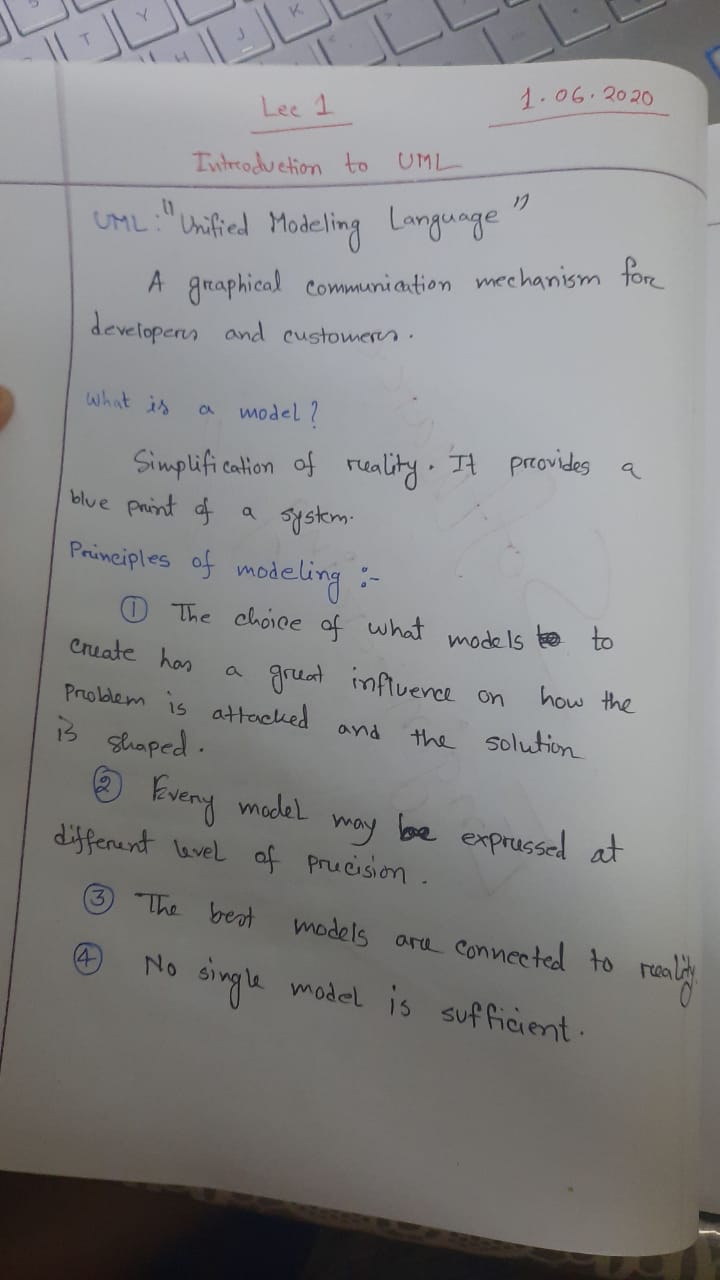 T Y H J K
Lec 1
1.06.2020
Introduction to UML
UML: "Unified Modeling Language"
A graphical communication mechanism for
developers and customers.
What is a model?
Simplification of reality. It provides a
blue print of a system.
Principles of modeling :-
① The choice of what models to
create has a great influence on how the
problem is attacked and the solution
is shaped.
② Every model may be expressed at
different level of precision.
③ The best models are connected to reality.
④ No single model is sufficient.